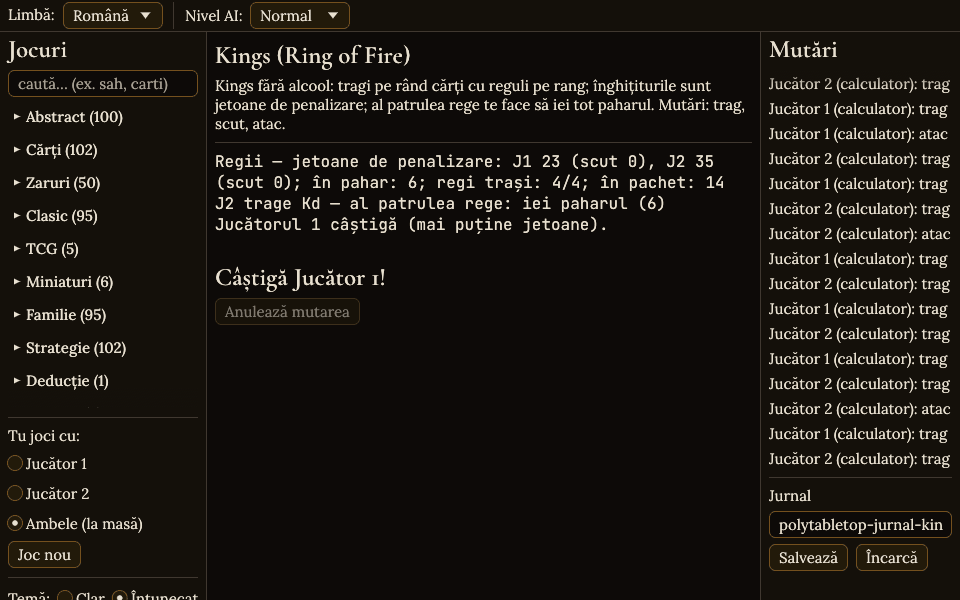 Limbă: Română ▼ Nivel AI: Normal ▼
Jocuri
caută... (ex. sah, carti)
▸ Abstract (100)
▸ Cărți (102)
▸ Zaruri (50)
▸ Clasic (95)
▸ TCG (5)
▸ Miniaturi (6)
▸ Familie (95)
▸ Strategie (102)
▸ Deducție (1)
Tu joci cu:
Jucător 1
Jucător 2
Ambele (la masă)
Joc nou
Temă: Clar Întunecat
Kings (Ring of Fire)
Kings fără alcool: tragi pe rând cărți cu reguli pe rang; înghițiturile sunt
jetoane de penalizare; al patrulea rege te face să iei tot paharul. Mutări: trag,
scut, atac.
Regii — jetoane de penalizare: J1 23 (scut 0), J2 35
(scut 0); în pahar: 6; regi trași: 4/4; în pachet: 14
J2 trage Kd — al patrulea rege: iei paharul (6)
Jucătorul 1 câștigă (mai puține jetoane).
Câștigă Jucător 1!
Anulează mutarea
Mutări
Jucător 2 (calculator): trag
Jucător 1 (calculator): trag
Jucător 1 (calculator): atac
Jucător 2 (calculator): trag
Jucător 1 (calculator): trag
Jucător 2 (calculator): trag
Jucător 2 (calculator): atac
Jucător 1 (calculator): trag
Jucător 2 (calculator): trag
Jucător 1 (calculator): trag
Jucător 2 (calculator): trag
Jucător 1 (calculator): trag
Jucător 2 (calculator): trag
Jucător 2 (calculator): atac
Jucător 1 (calculator): trag
Jucător 2 (calculator): trag
Jurnal
polytabletop-jurnal-kin
Salvează Încarcă